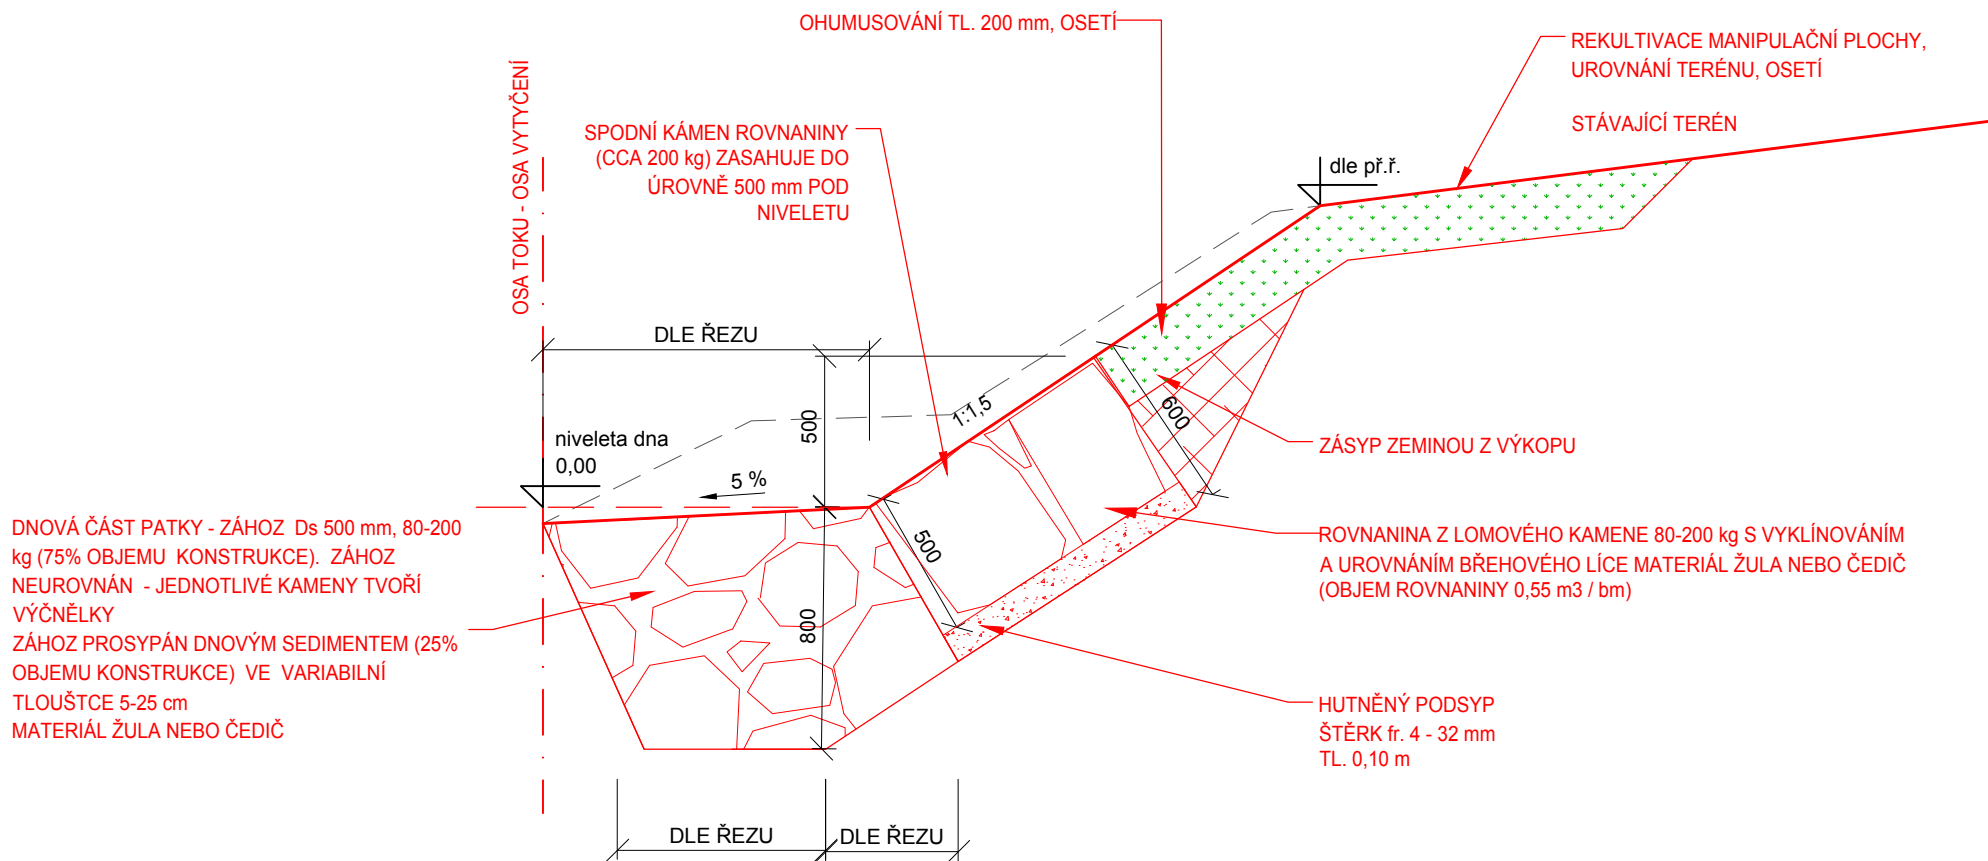 OHUMUSOVÁNÍ TL. 200 mm, OSETÍ
REKULTIVACE MANIPULAČNÍ PLOCHY,
UROVNÁNÍ TERÉNU, OSETÍ
STÁVAJÍCÍ TERÉN
OSA TOKU - OSA VYTYČENÍ
SPODNÍ KÁMEN ROVNANINY
(CCA 200 kg) ZASAHUJE DO
ÚROVNĚ 500 mm POD
NIVELETU
dle př.ř.
DLE ŘEZU
niveleta dna
0,00
5 %
500
1:1,5
600
500
800
ZÁSYP ZEMINOU Z VÝKOPU
DNOVÁ ČÁST PATKY - ZÁHOZ Ds 500 mm, 80-200
kg (75% OBJEMU KONSTRUKCE). ZÁHOZ
NEUROVNÁN - JEDNOTLIVÉ KAMENY TVOŘÍ
VÝČNĚLKY
ZÁHOZ PROSYPÁN DNOVÝM SEDIMENTEM (25%
OBJEMU KONSTRUKCE) VE VARIABILNÍ
TLOUŠTCE 5-25 cm
MATERIÁL ŽULA NEBO ČEDIČ
ROVNANINA Z LOMOVÉHO KAMENE 80-200 kg S VYKLÍNOVÁNÍM
A UROVNÁNÍM BŘEHOVÉHO LÍCE MATERIÁL ŽULA NEBO ČEDIČ
(OBJEM ROVNANINY 0,55 m3 / bm)
HUTNĚNÝ PODSYP
ŠTĚRK fr. 4 - 32 mm
TL. 0,10 m
DLE ŘEZU
DLE ŘEZU